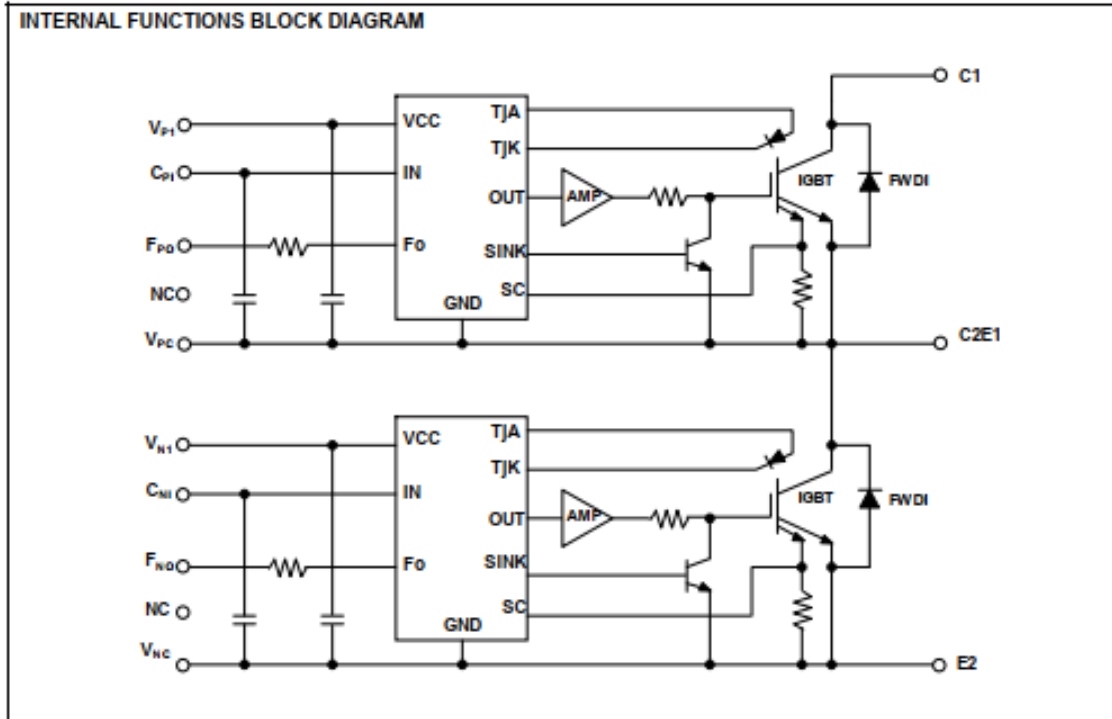 INTERNAL FUNCTIONS BLOCK DIAGRAM
C1
VP1
VCC
TjA
CPI
IN
TjK
OUT
AMP
IGBT
FWDI
FPO
Fo
SINK
NC
SC
GND
VPC
C2E1
VN1
VCC
TjA
CNI
IN
TjK
OUT
AMP
IGBT
FWDI
FNO
Fo
SINK
NC
SC
GND
VNC
E2